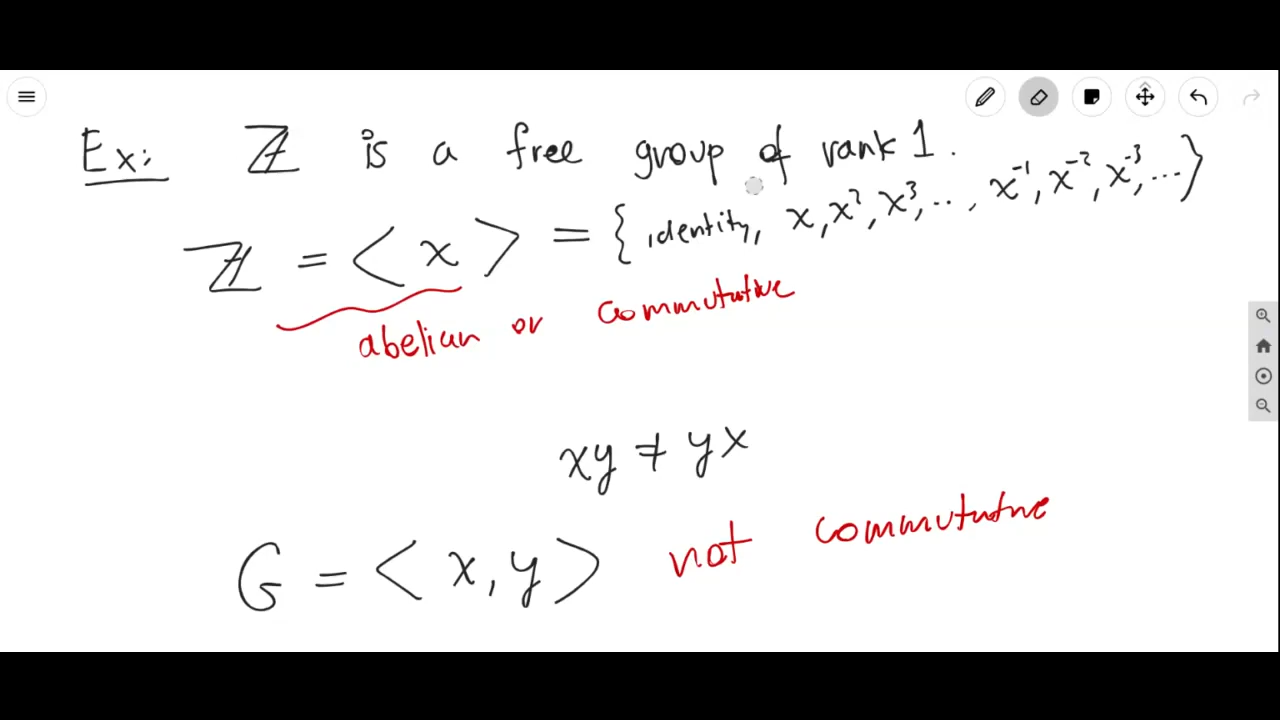 Ex: ℤ is a free group of rank 1.
ℤ = < x > = { identity, x, x², x³, ..., x⁻¹, x⁻², x⁻³, ... }
abelian or commutative
xy ≠ yx
G = < x, y > not commutative